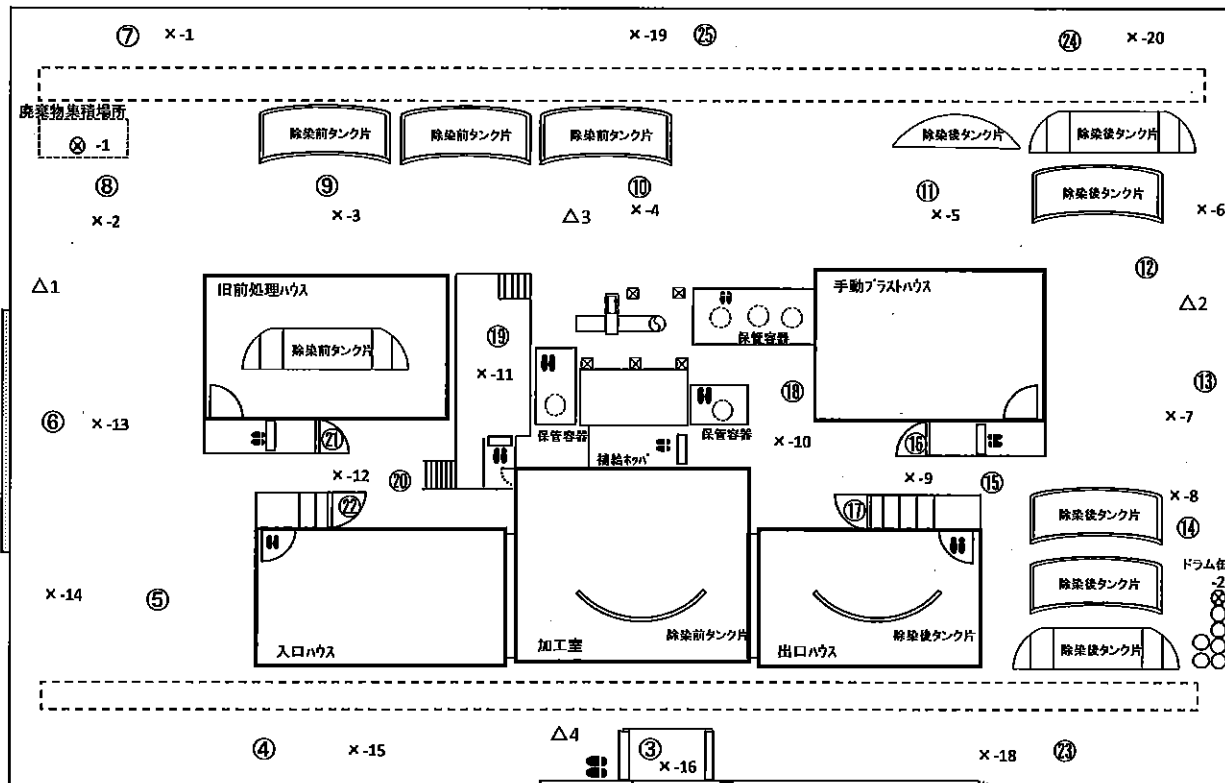 ⑦ ×-1 ×-19 ㉕ ㉔ ×-20
廃棄物集積場所
⊗ -1
除染前タンク片 除染前タンク片 除染前タンク片 除染後タンク片 除染後タンク片
⑧ ⑨ ⑩ ⑪ 除染後タンク片
×-2 ×-3 △3 ×-4 ×-5 ×-6
⑫
△1 旧前処理ハウス 手動ブラストハウス △2
⑲ 保管容器
除染前タンク片
×-11 ⑱ ⑬
⑥ ×-13 ×-7
㉑ 保管容器 保管容器 ×-10 ⑯
補給ホッパ
×-12 ⑳ ×-9 ⑮
㉒ ⑰ 除染後タンク片 ×-8
⑭
ドラム缶
-2
×-14 ⑤ 除染後タンク片
除染前タンク片 除染後タンク片
入口ハウス 加工室 出口ハウス 除染後タンク片
④ ×-15 △4 ③ ×-16 ×-18 ㉓